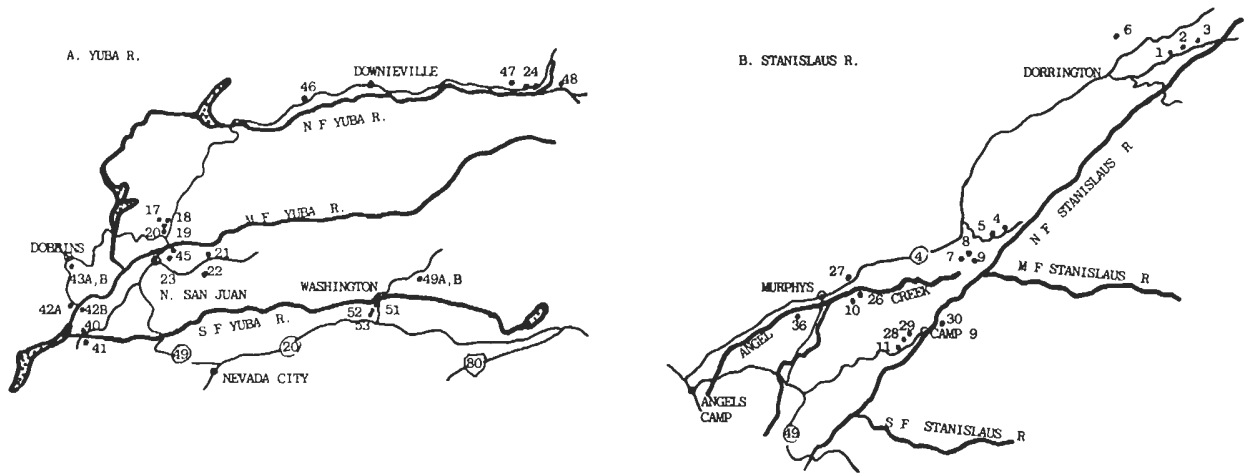 A. YUBA R.
DOWNIEVILLE
46
47
24
48
N F YUBA R.
17
18
20
19
M F YUBA R.
DOBBINS
43A,B
45
21
23
22
N. SAN JUAN
WASHINGTON
49A,B
42A
42B
40
41
S F YUBA R.
52
51
53
49
20
80
NEVADA CITY
B. STANISLAUS R.
6
1
2
3
DORRINGTON
N F STANISLAUS R
5
4
8
7
9
4
M F STANISLAUS R
27
MURPHYS
26
CREEK
10
36
ANGEL
30
29
28
CAMP 9
11
ANGELS
CAMP
49
S F STANISLAUS R